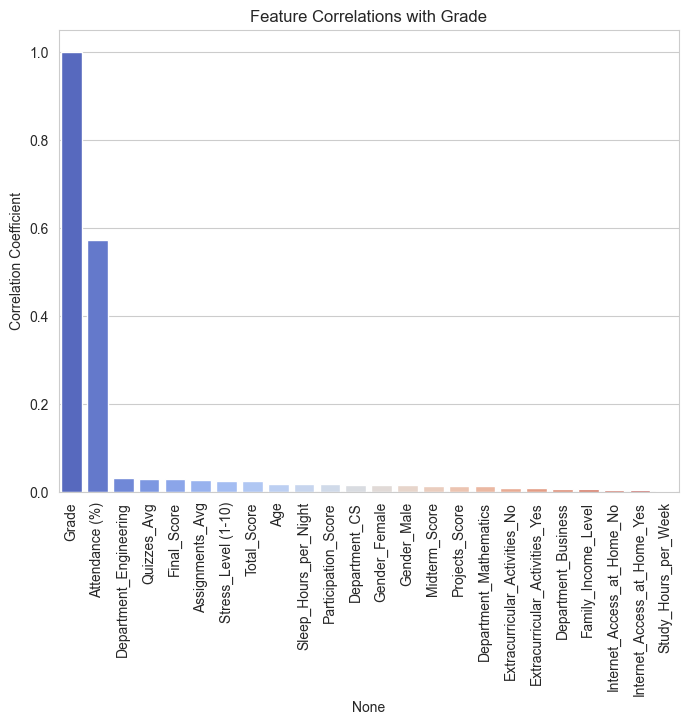 Feature Correlations with Grade
Correlation Coefficient
1.0
0.8
0.6
0.4
0.2
0.0
Grade
Attendance (%)
Department_Engineering
Quizzes_Avg
Final_Score
Assignments_Avg
Stress_Level (1-10)
Total_Score
Age
Sleep_Hours_per_Night
Participation_Score
Department_CS
Gender_Female
Gender_Male
Midterm_Score
Projects_Score
Department_Mathematics
Extracurricular_Activities_No
Extracurricular_Activities_Yes
Department_Business
Family_Income_Level
Internet_Access_at_Home_No
Internet_Access_at_Home_Yes
Study_Hours_per_Week
None